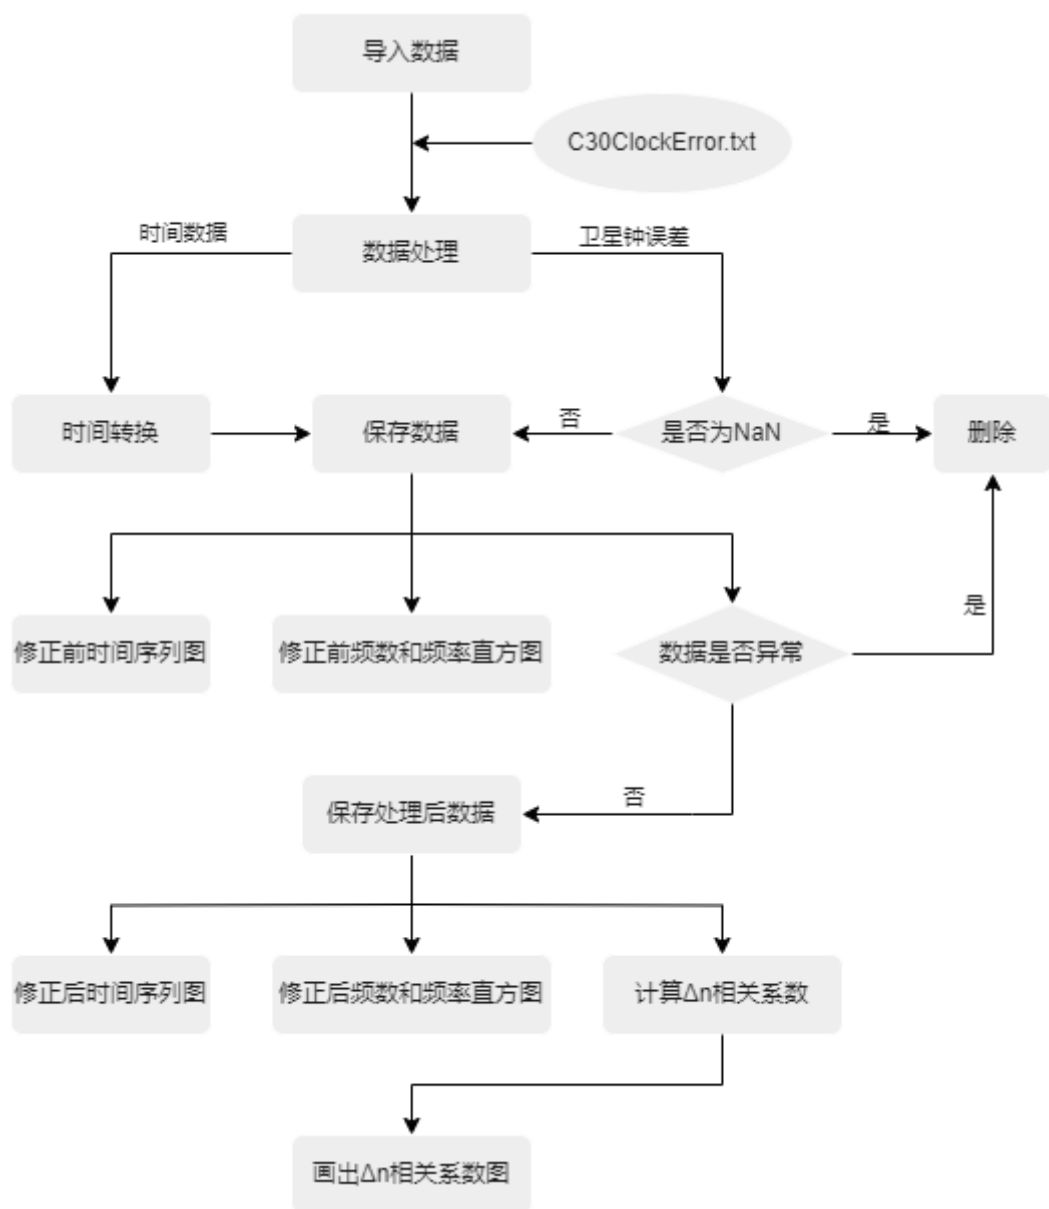 导入数据
C30ClockError.txt
时间数据
数据处理
卫星钟误差
时间转换
保存数据
否
是否为NaN
是
删除
是
修正前时间序列图
修正前频数和频率直方图
数据是否异常
否
保存处理后数据
修正后时间序列图
修正后频数和频率直方图
计算Δn相关系数
画出Δn相关系数图